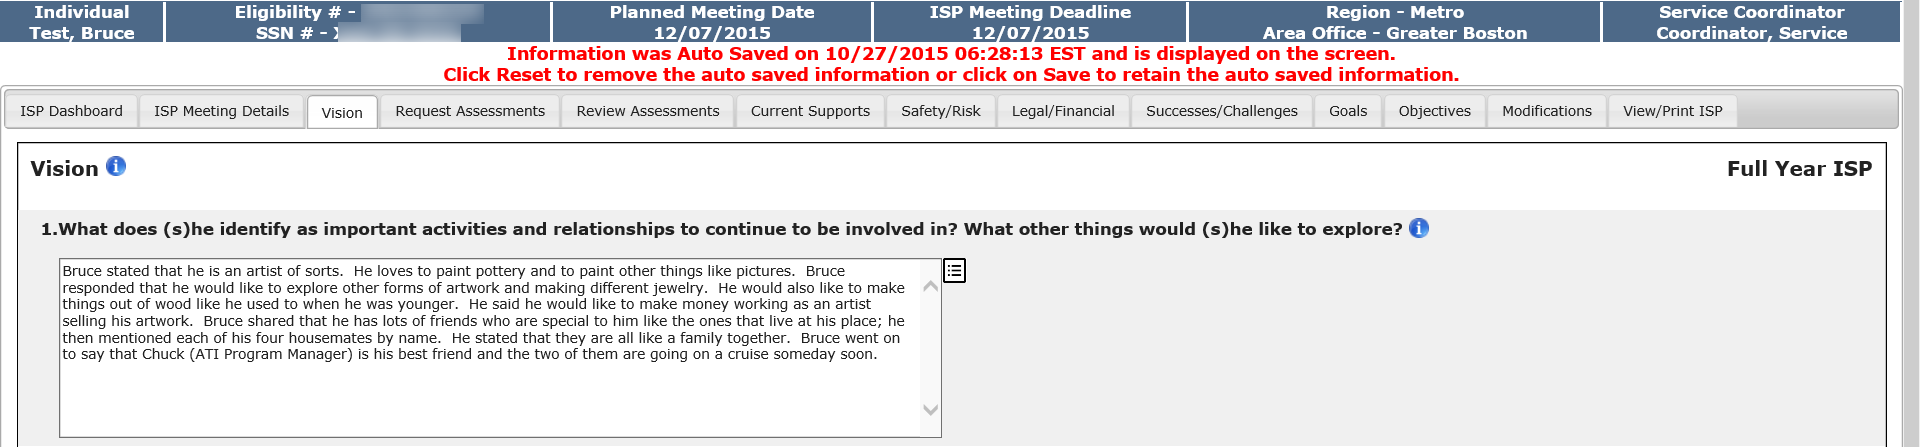 Individual
Test, Bruce
Eligibility # -
SSN # -
Planned Meeting Date
12/07/2015
ISP Meeting Deadline
12/07/2015
Region - Metro
Area Office - Greater Boston
Service Coordinator
Coordinator, Service
Information was Auto Saved on 10/27/2015 06:28:13 EST and is displayed on the screen.
Click Reset to remove the auto saved information or click on Save to retain the auto saved information.
ISP Dashboard ISP Meeting Details Vision Request Assessments Review Assessments Current Supports Safety/Risk Legal/Financial Successes/Challenges Goals Objectives Modifications View/Print ISP
Vision
Full Year ISP
1.What does (s)he identify as important activities and relationships to continue to be involved in? What other things would (s)he like to explore?
Bruce stated that he is an artist of sorts.  He loves to paint pottery and to paint other things like pictures.  Bruce
responded that he would like to explore other forms of artwork and making different jewelry.  He would also like to make
things out of wood like he used to when he was younger.  He said he would like to make money working as an artist
selling his artwork.  Bruce shared that he has lots of friends who are special to him like the ones that live at his place; he
then mentioned each of his four housemates by name.  He stated that they are all like a family together.  Bruce went on
to say that Chuck (ATI Program Manager) is his best friend and the two of them are going on a cruise someday soon.